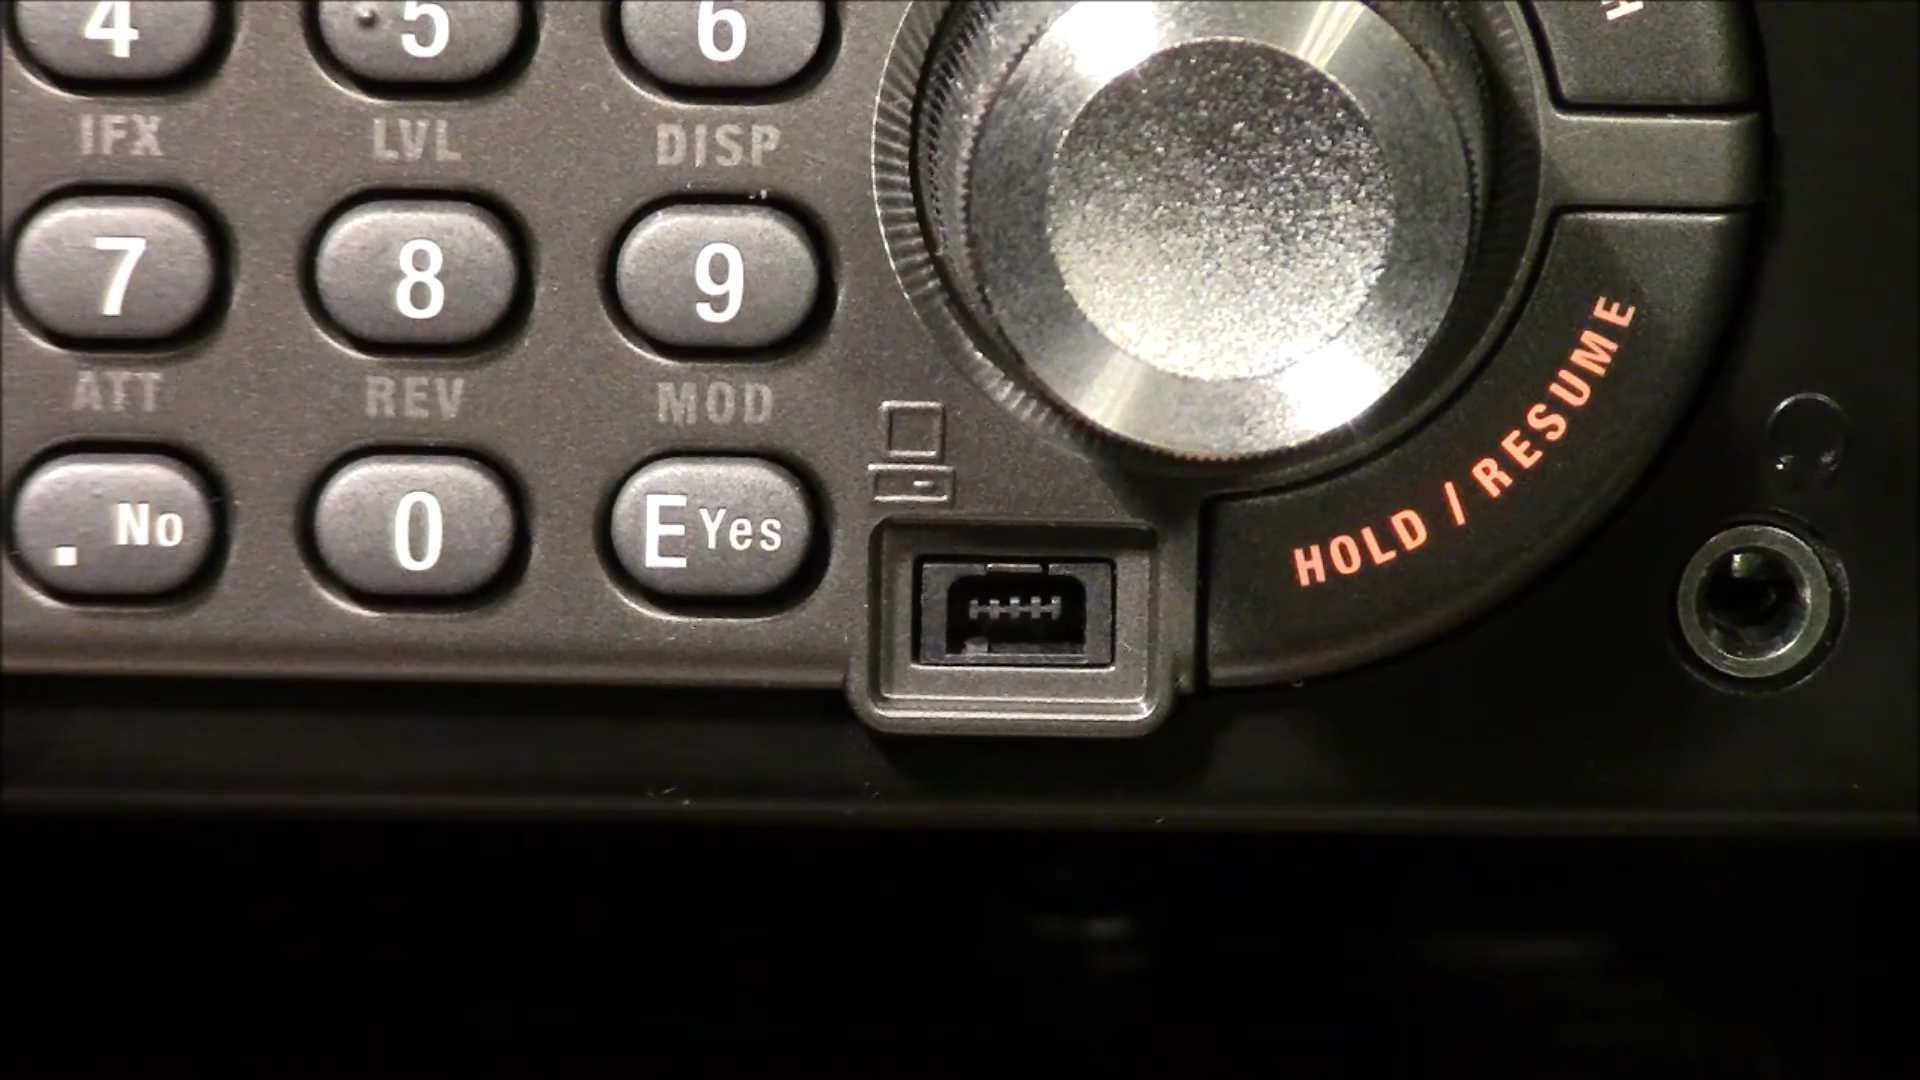 4 5 6
IFX LVL DISP
7 8 9
ATT REV MOD
. No 0 E Yes
HOLD / RESUME